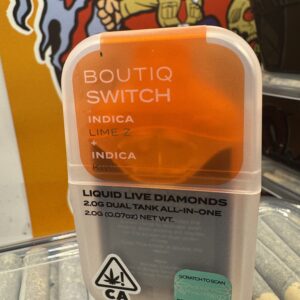 BOUTIQ
SWITCH
INDICA
LIME Z
+
INDICA
LIQUID LIVE DIAMONDS
2.0G DUAL TANK ALL-IN-ONE
2.0G (0.07oz) NET WT.
SCRATCH TO SCAN
!
CA